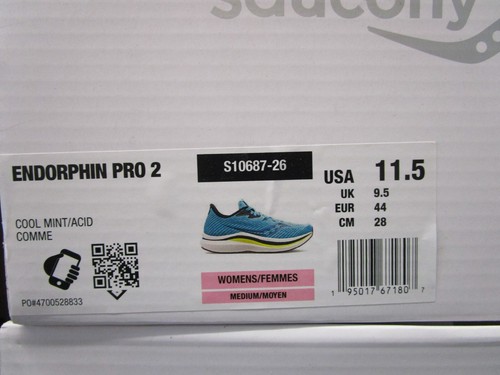 saucony
ENDORPHIN PRO 2
S10687-26
USA 11.5
UK 9.5
EUR 44
CM 28
COOL MINT/ACID
COMME
WOMENS/FEMMES
MEDIUM/MOYEN
PO#4700528833
1 95017 67180 7